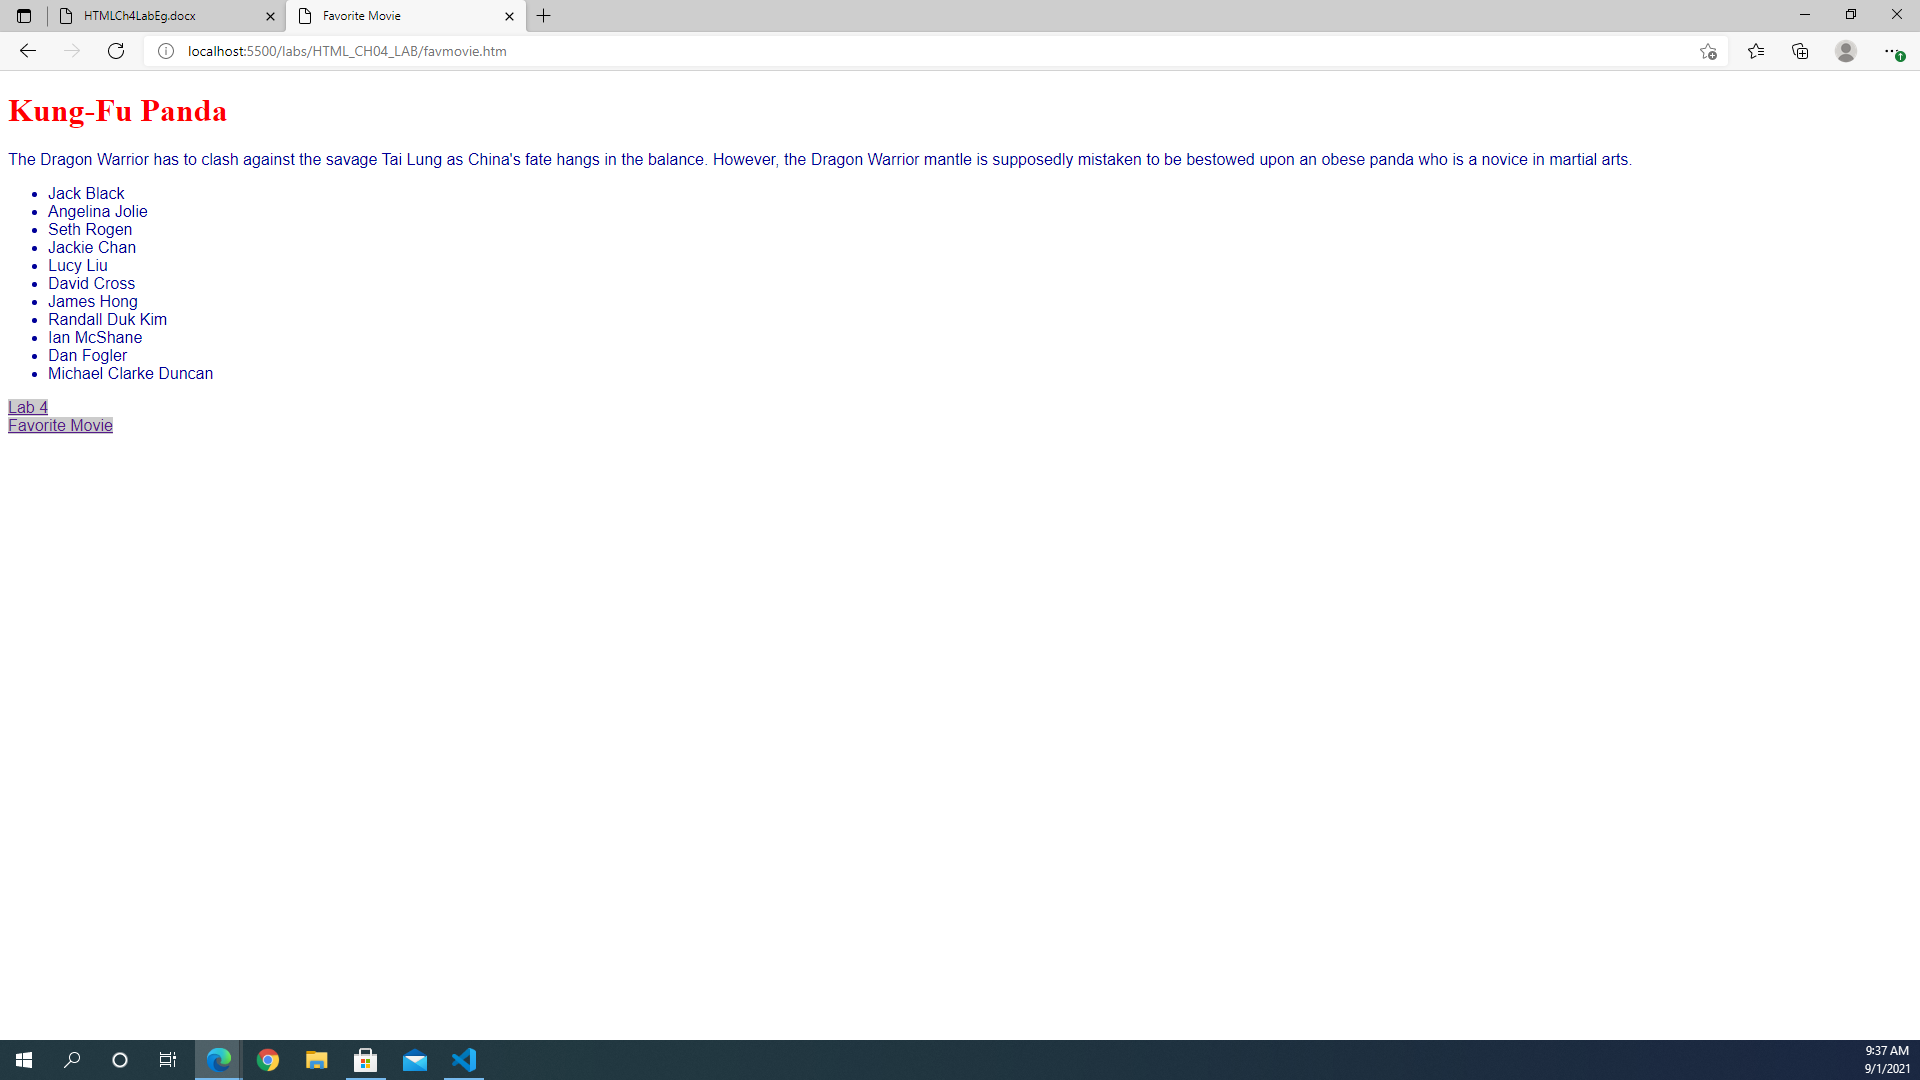 HTMLCh4LabEg.docx
Favorite Movie
localhost:5500/labs/HTML_CH04_LAB/favmovie.htm
Kung-Fu Panda
The Dragon Warrior has to clash against the savage Tai Lung as China's fate hangs in the balance. However, the Dragon Warrior mantle is supposedly mistaken to be bestowed upon an obese panda who is a novice in martial arts.
Jack Black
Angelina Jolie
Seth Rogen
Jackie Chan
Lucy Liu
David Cross
James Hong
Randall Duk Kim
Ian McShane
Dan Fogler
Michael Clarke Duncan
Lab 4
Favorite Movie
9:37 AM
9/1/2021